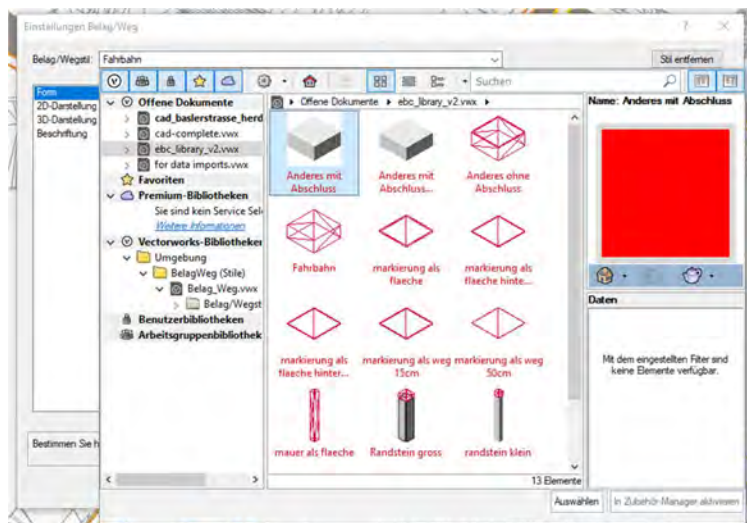 Einstellungen Belag/Weg
Belag/Wegstil: Fahrbahn
Stil entfernen
Suchen
Form
2D-Darstellung
3D-Darstellung
Beschriftung
Bestimmen Sie h
Offene Dokumente
cad_baslerstrasse_herd
cad-complete.vwx
ebc_library_v2.vwx
for data imports.vwx
Favoriten
Premium-Bibliotheken
Sie sind kein Service Sele
Weitere Informationen
Vectorworks-Bibliotheken
Umgebung
BelagWeg (Stile)
Belag_Weg.vwx
Belag/Wegst
Benutzerbibliotheken
Arbeitsgruppenbibliothek
Offene Dokumente ebc_library_v2.vwx
Anderes mit Abschluss
Anderes mit Abschluss...
Anderes ohne Abschluss
Fahrbahn
markierung als flaeche
markierung als flaeche hinte...
markierung als flaeche hinter...
markierung als weg 15cm
markierung als weg 50cm
mauer als flaeche
Randstein gross
randstein klein
13 Elemente
Name: Anderes mit Abschluss
Daten
Mit dem eingestellten Filter sind
keine Elemente verfügbar.
Auswählen
In Zubehör-Manager aktivieren